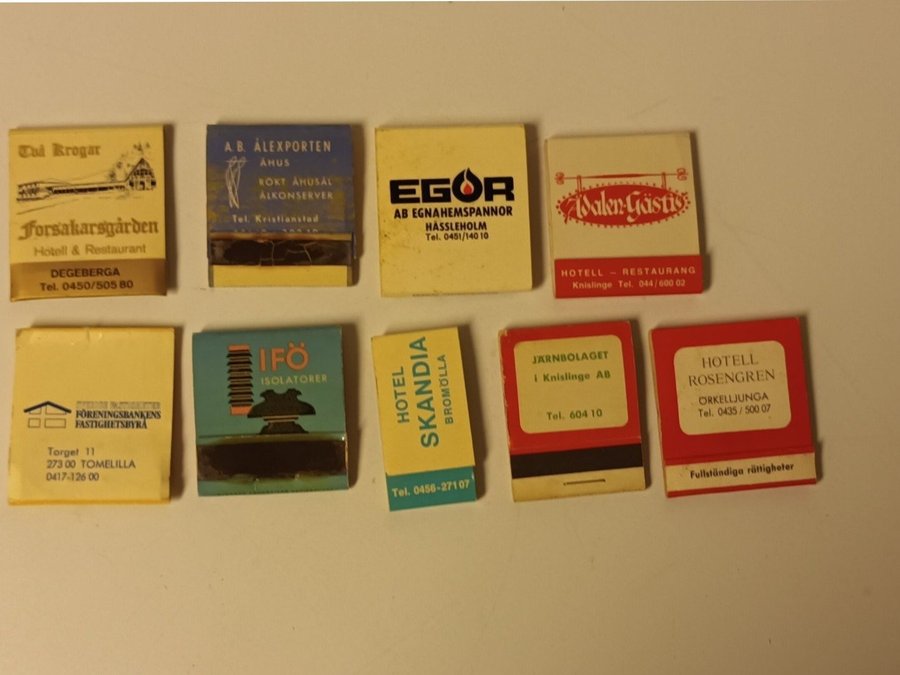 Två Krogar
Forsakarsgården
Hotell & Restaurant
DEGEBERGA
Tel. 0450/505 80
A.B. ÅLEXPORTEN
ÅHUS
RÖKT ÅHUSÅL
ÅLKONSERVER
Tel. Kristianstad
EGOR
AB EGNAHEMSPANNOR
HÄSSLEHOLM
Tel. 0451/140 10
Walen-Gästis
HOTELL – RESTAURANG
Knislinge Tel. 044/600 02
SVERIGE FASTIGHETER
FÖRENINGSBANKENS
FASTIGHETSBYRÅ
Torget 11
273 00 TOMELILLA
0417-126 00
IFÖ
ISOLATORER
HOTEL
SKANDIA
BROMÖLLA
Tel. 0456-271 07
JÄRNBOLAGET
i Knislinge AB
Tel. 604 10
HOTELL
ROSENGREN
ÖRKELLJUNGA
Tel. 0435/500 07
Fullständiga rättigheter